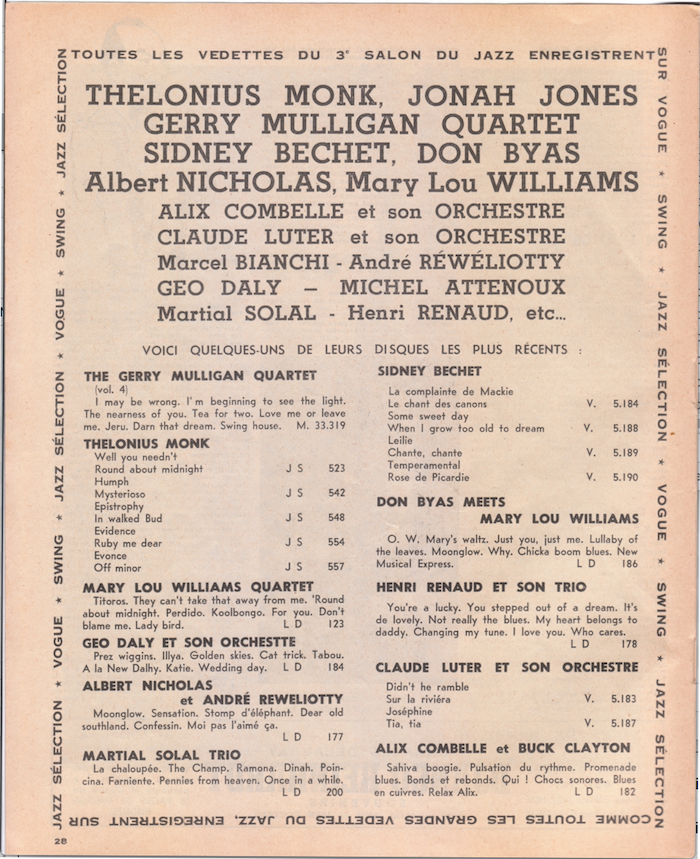 TOUTES LES VEDETTES DU 3e SALON DU JAZZ ENREGISTRENT
SUR VOGUE * SWING * JAZZ SÉLECTION * VOGUE * SWING * JAZZ SÉLECTION
THELONIUS MONK, JONAH JONES
GERRY MULLIGAN QUARTET
SIDNEY BECHET, DON BYAS
Albert NICHOLAS, Mary Lou WILLIAMS
ALIX COMBELLE et son ORCHESTRE
CLAUDE LUTER et son ORCHESTRE
Marcel BIANCHI - André RÉWÉLIOTTY
GEO DALY — MICHEL ATTENOUX
Martial SOLAL - Henri RENAUD, etc...
VOICI QUELQUES-UNS DE LEURS DISQUES LES PLUS RÉCENTS :
THE GERRY MULLIGAN QUARTET
(vol. 4)
I may be wrong. I'm beginning to see the light.
The nearness of you. Tea for two. Love me or leave
me. Jeru. Darn that dream. Swing house. M. 33.319
THELONIUS MONK
Well you needn't
Round about midnight J S 523
Humph
Mysterioso J S 542
Epistrophy
In walked Bud J S 548
Evidence
Ruby me dear J S 554
Evonce
Off minor J S 557
MARY LOU WILLIAMS QUARTET
Titoros. They can't take that away from me. 'Round
about midnight. Perdido. Koolbongo. For you. Don't
blame me. Lady bird. L D 123
GEO DALY ET SON ORCHESTTE
Prez wiggins. Illya. Golden skies. Cat trick. Tabou.
A la New Dalhy. Katie. Wedding day. L D 184
ALBERT NICHOLAS
et ANDRÉ REWELIOTTY
Moonglow. Sensation. Stomp d'éléphant. Dear old
southland. Confessin. Moi pas l'aimé ça.
L D 177
MARTIAL SOLAL TRIO
La chaloupée. The Champ. Ramona. Dinah. Poin-
cina. Farniente. Pennies from heaven. Once in a while.
L D 200
SIDNEY BECHET
La complainte de Mackie
Le chant des canons V. 5.184
Some sweet day
When I grow too old to dream V. 5.188
Leilie
Chante, chante V. 5.189
Temperamental
Rose de Picardie V. 5.190
DON BYAS MEETS
MARY LOU WILLIAMS
O. W. Mary's waltz. Just you, just me. Lullaby of
the leaves. Moonglow. Why. Chicka boom blues. New
Musical Express. L D 186
HENRI RENAUD ET SON TRIO
You're a lucky. You stepped out of a dream. It's
de lovely. Not really the blues. My heart belongs to
daddy. Changing my tune. I love you. Who cares.
L D 178
CLAUDE LUTER ET SON ORCHESTRE
Didn't he ramble
Sur la riviéra V. 5.183
Joséphine
Tia, tia V. 5.187
ALIX COMBELLE et BUCK CLAYTON
Sahiva boogie. Pulsation du rythme. Promenade
blues. Bonds et rebonds. Qui ! Chocs sonores. Blues
en cuivres. Relax Alix. L D 182
COMME TOUTES LES GRANDES VEDETTES DU JAZZ, ENREGISTRENT SUR
JAZZ SÉLECTION * VOGUE * SWING * JAZZ SÉLECTION * VOGUE * SWING * JAZZ SÉLECTION
28